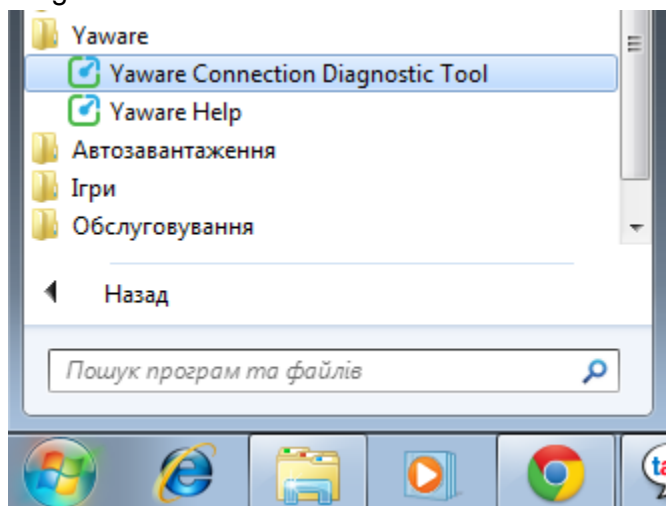 Yaware
Yaware Connection Diagnostic Tool
Yaware Help
Автозавантаження
Ігри
Обслуговування
Назад
Пошук програм та файлів